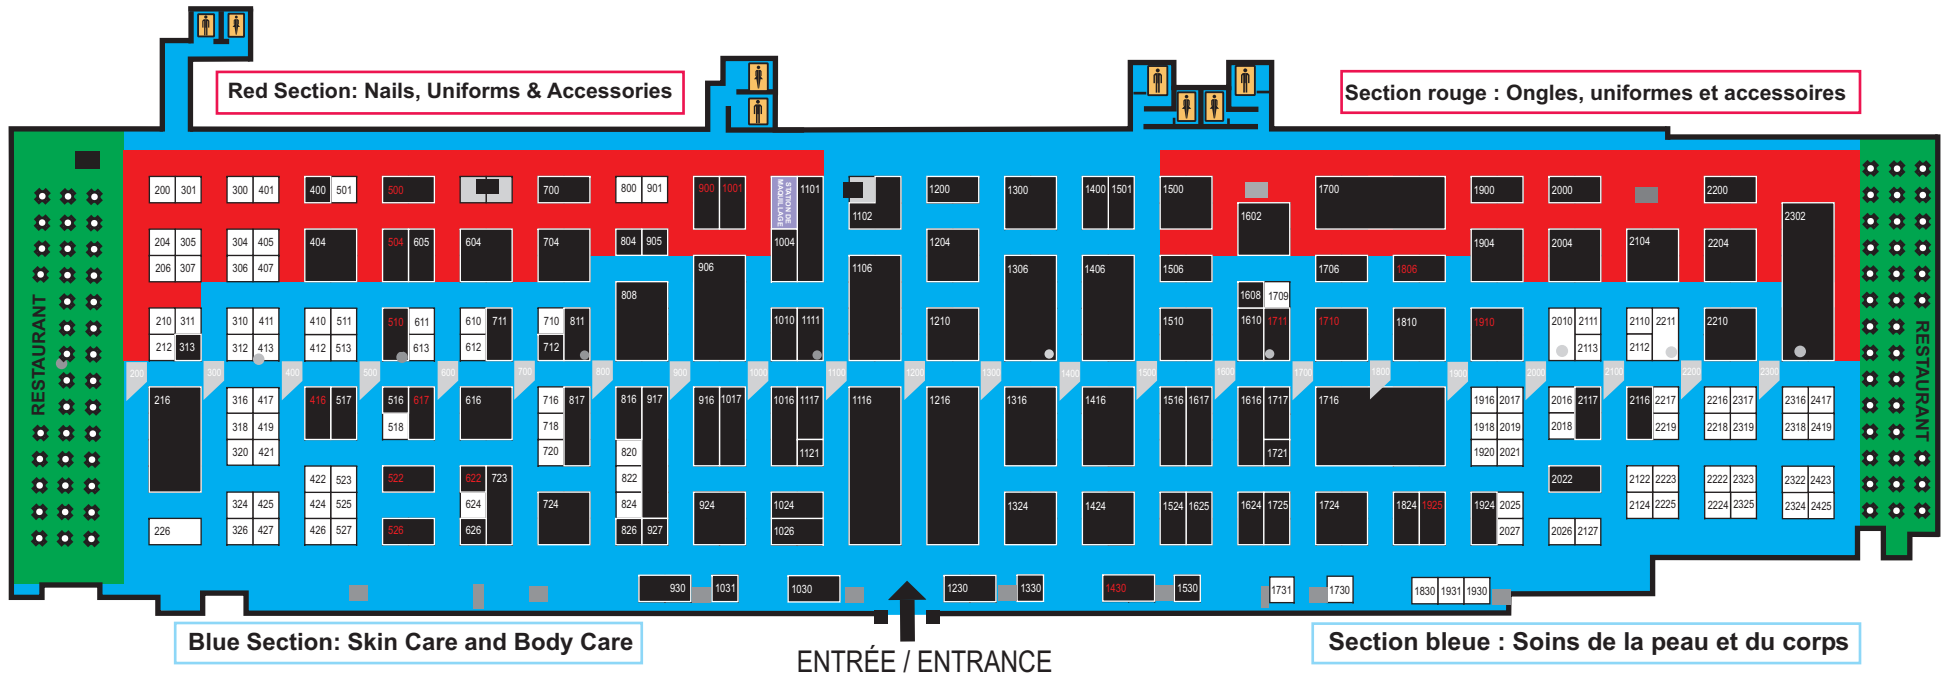 Red Section: Nails, Uniforms & Accessories
Section rouge : Ongles, uniformes et accessoires
200 301 300 401 400 501 500 700 800 901 900 1001 STATION DE MAQUILLAGE 1101 1102 1200 1300 1400 1501 1500 1602 1700 1900 2000 2200 2302
204 305 304 405 404 504 605 604 704 804 905 1004 1204 1904 2004 2104 2204
206 307 306 407 906 1106 1306 1406 1506 1706 1806
808 1608 1709
210 311 310 411 410 511 510 611 610 711 710 811 1010 1111 1210 1510 1610 1711 1710 1810 1910 2010 2111 2110 2211 2210
212 313 312 413 412 513 613 612 712 2113 2112
200 300 400 500 600 700 800 900 1000 1100 1200 1300 1400 1500 1600 1700 1800 1900 2000 2100 2200 2300
RESTAURANT
RESTAURANT
216 316 417 416 517 516 617 616 716 817 816 917 916 1017 1016 1117 1116 1216 1316 1416 1516 1617 1616 1717 1716 1916 2017 2016 2117 2116 2217 2216 2317 2316 2417
318 419 518 718 1918 2019 2018 2219 2218 2319 2318 2419
320 421 720 820 1121 1721 1920 2021
422 523 522 622 723 822 2022 2122 2223 2222 2323 2322 2423
324 425 424 525 624 724 824 924 1024 1324 1424 1524 1625 1624 1725 1724 1824 1925 1924 2025 2124 2225 2224 2325 2324 2425
226 326 427 426 527 526 626 826 927 1026 2027 2026 2127
930 1031 1030 1230 1330 1430 1530 1731 1730 1830 1931 1930
Blue Section: Skin Care and Body Care
Section bleue : Soins de la peau et du corps
ENTRÉE / ENTRANCE